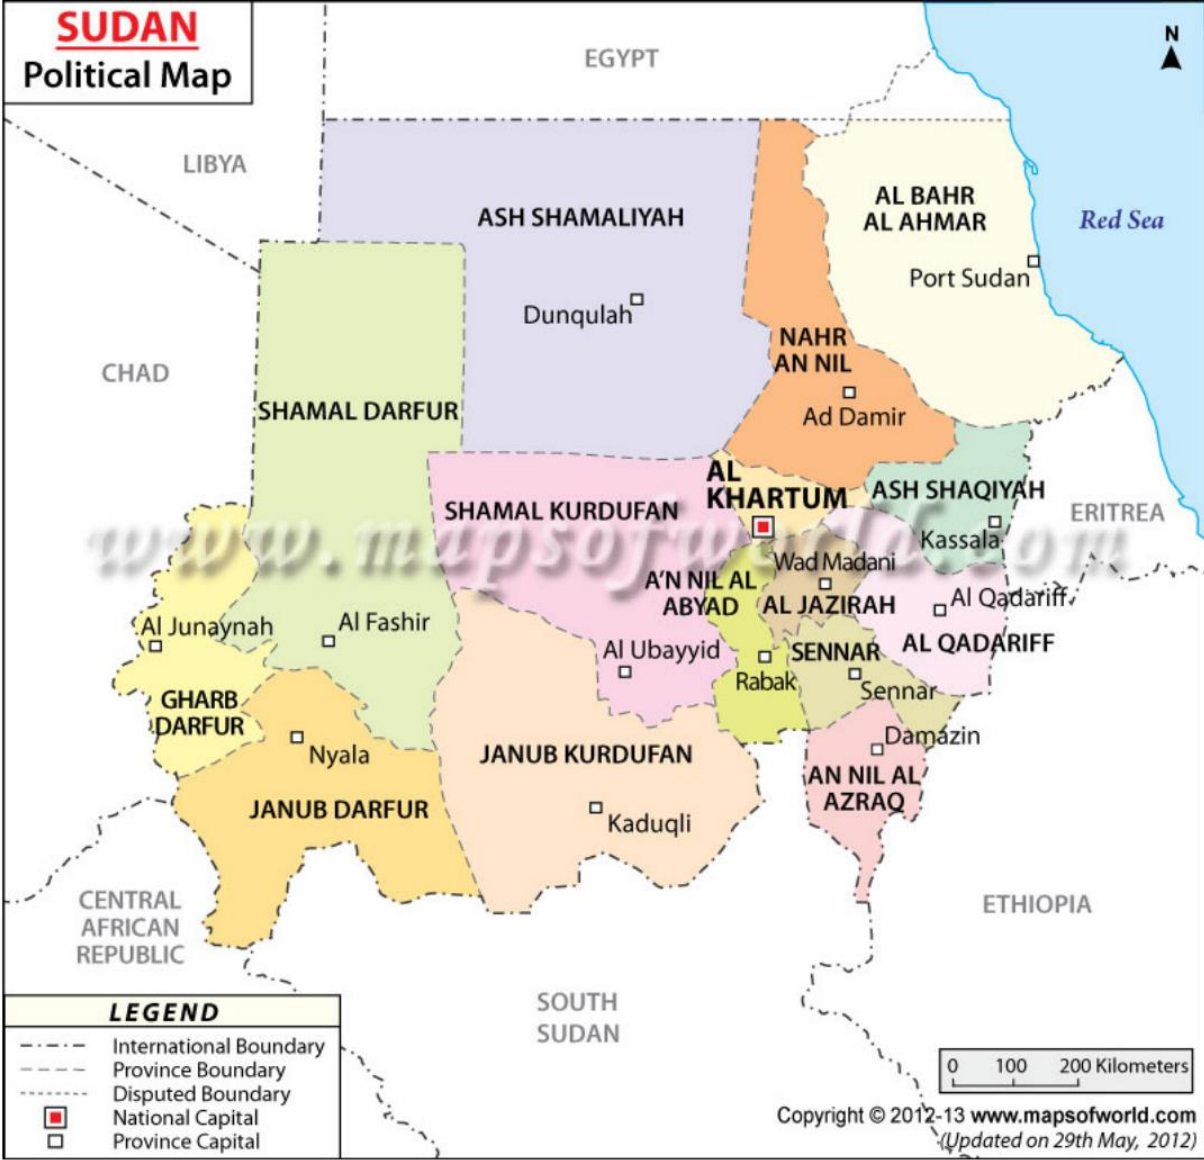 SUDAN
Political Map
N
EGYPT
LIBYA
AL BAHR
AL AHMAR
ASH SHAMALIYAH
Red Sea
Port Sudan
Dunqulah
NAHR
AN NIL
CHAD
SHAMAL DARFUR
Ad Damir
AL
KHARTUM
ASH SHAQIYAH
SHAMAL KURDUFAN
ERITREA
Kassala
www.mapsofworld.com
Wad Madani
A'N NIL AL
ABYAD
AL JAZIRAH
Al Qadariff
Al Junaynah
Al Fashir
AL QADARIFF
Al Ubayyid
SENNAR
Rabak
Sennar
GHARB
DARFUR
Damazin
Nyala
JANUB KURDUFAN
AN NIL AL
AZRAQ
JANUB DARFUR
Kaduqli
CENTRAL
AFRICAN
REPUBLIC
ETHIOPIA
SOUTH
SUDAN
LEGEND
International Boundary
Province Boundary
Disputed Boundary
National Capital
Province Capital
0 100 200 Kilometers
Copyright © 2012-13 www.mapsofworld.com
(Updated on 29th May, 2012)